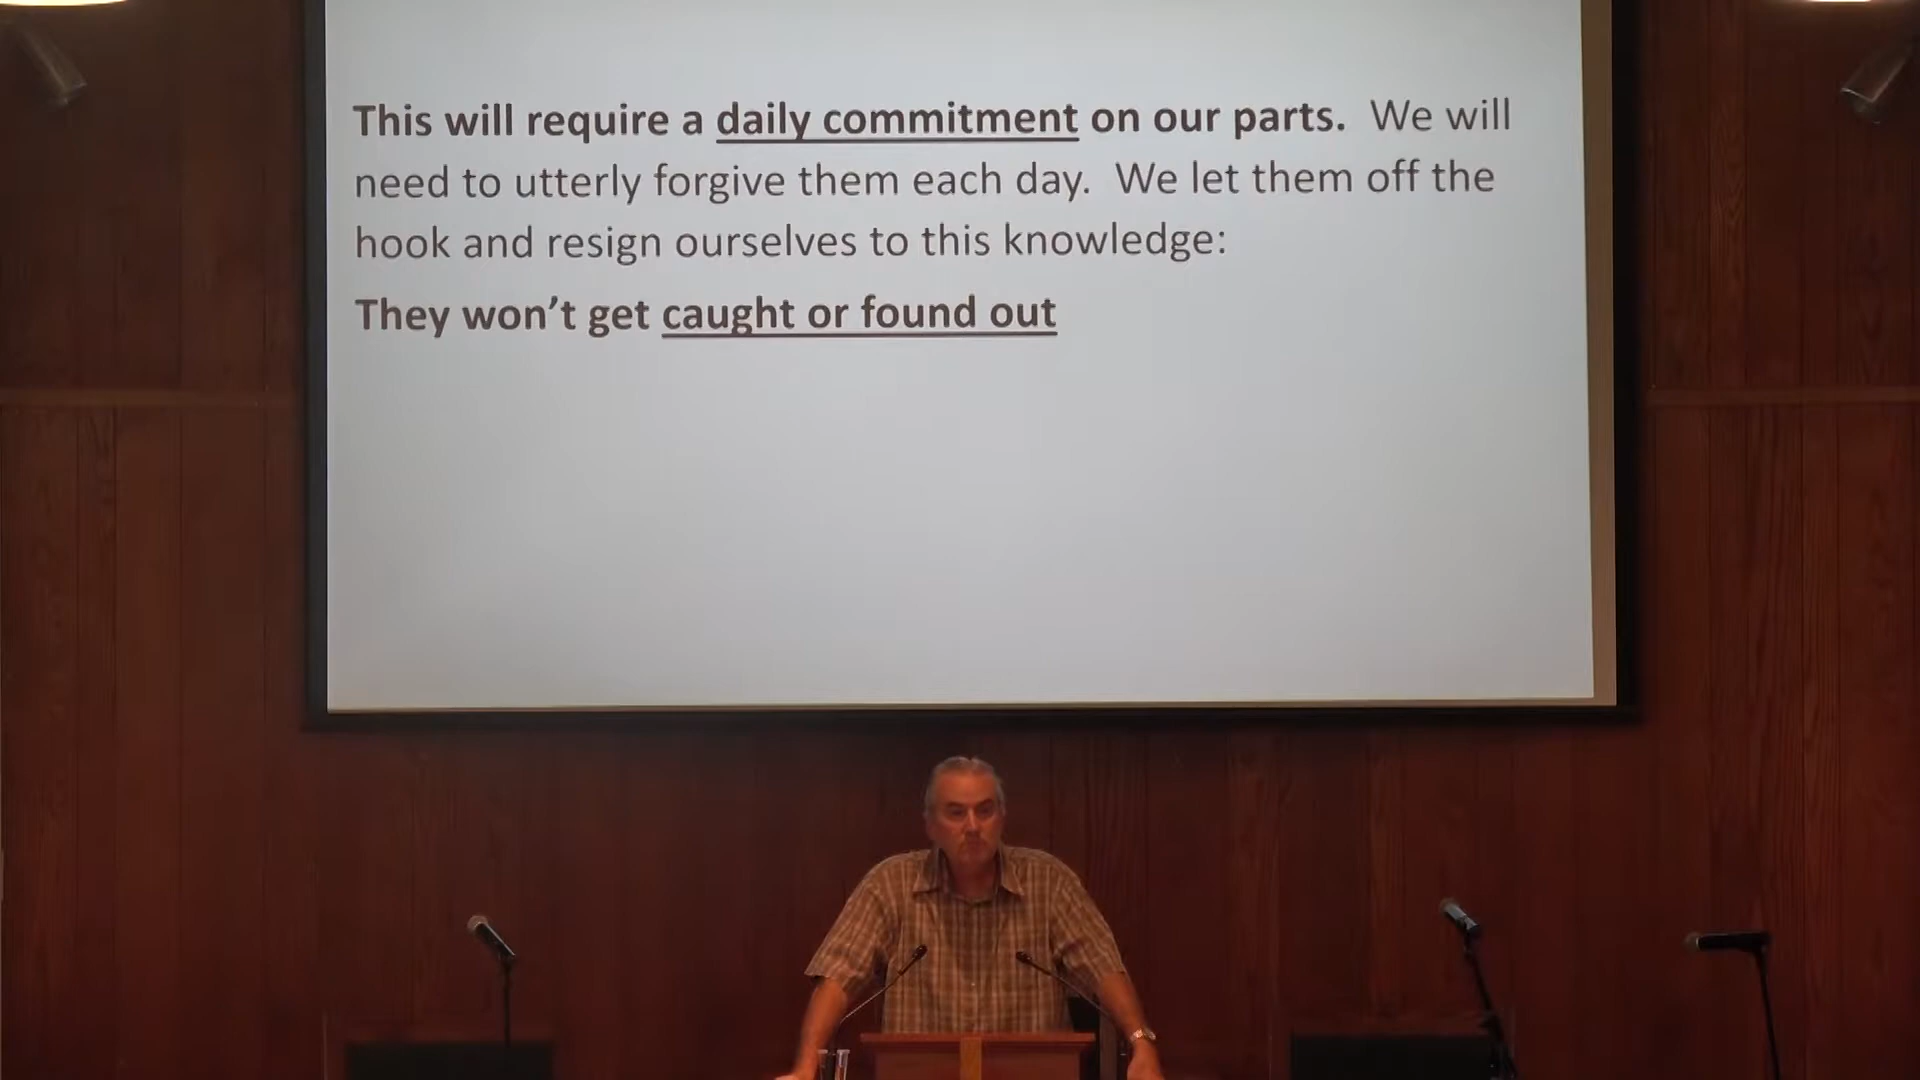 This will require a daily commitment on our parts.  We will
need to utterly forgive them each day.  We let them off the
hook and resign ourselves to this knowledge:
They won’t get caught or found out